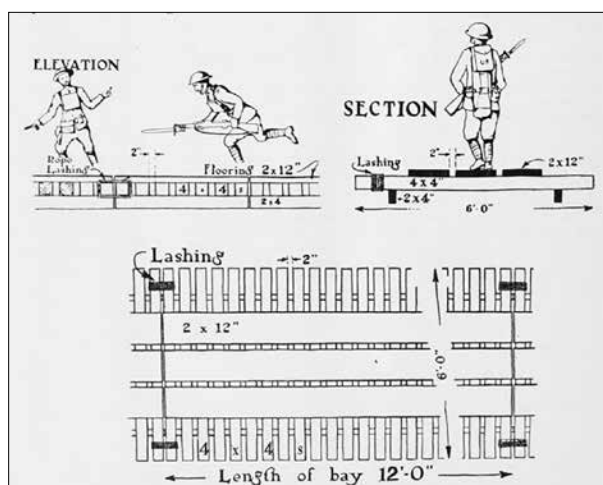 ELEVATION
Rope
Lashing
2"
Flooring 2x12"
4 x 4 s
2x4
SECTION
Lashing
2"
2x12"
4x4"
2x4"
6'-0"
Lashing
2"
2 x 12"
6'-0"
4 x 4 s
Length of bay 12'-0"